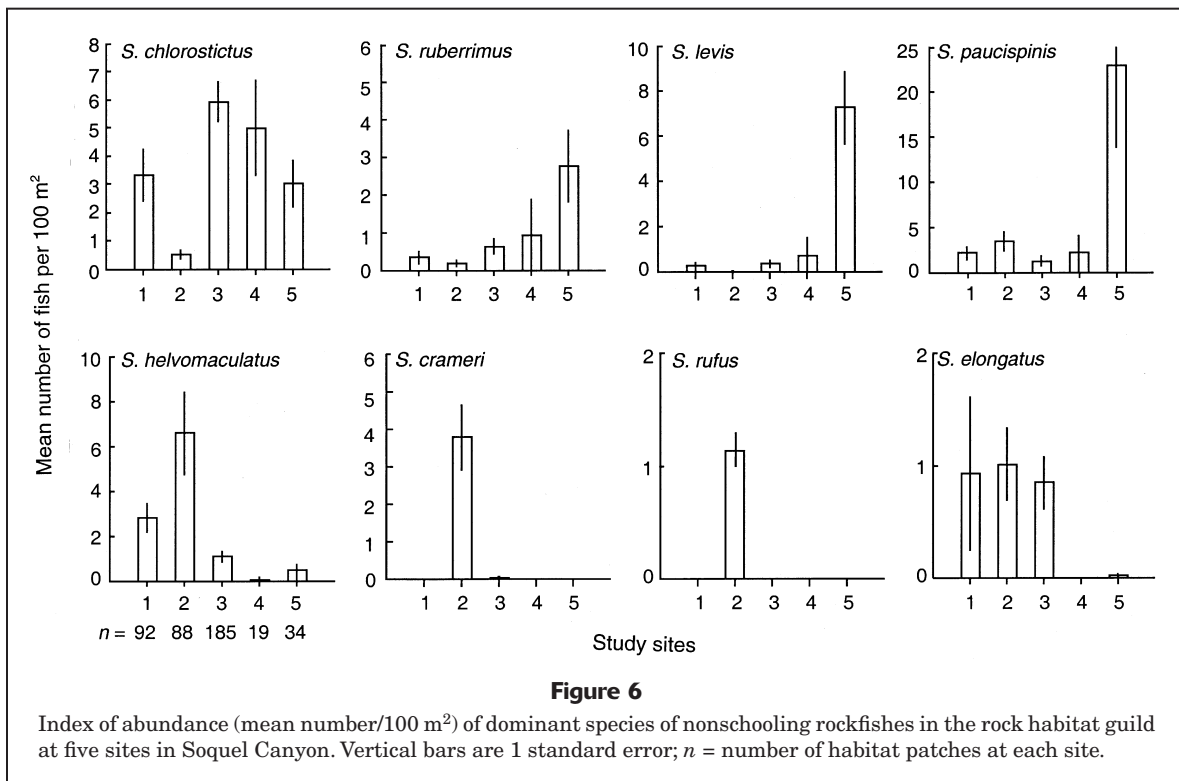 Mean number of fish per 100 m²
S. chlorostictus
8
7
6
5
4
3
2
1
0
1 2 3 4 5
S. ruberrimus
6
5
4
3
2
1
0
1 2 3 4 5
S. levis
10
8
6
4
2
0
1 2 3 4 5
S. paucispinis
25
20
15
10
5
0
1 2 3 4 5
S. helvomaculatus
10
8
6
4
2
0
1 2 3 4 5
n = 92 88 185 19 34
S. crameri
6
5
4
3
2
1
0
1 2 3 4 5
S. rufus
2
1
0
1 2 3 4 5
S. elongatus
2
1
0
1 2 3 4 5
Study sites
Figure 6
Index of abundance (mean number/100 m²) of dominant species of nonschooling rockfishes in the rock habitat guild
at five sites in Soquel Canyon. Vertical bars are 1 standard error; n = number of habitat patches at each site.